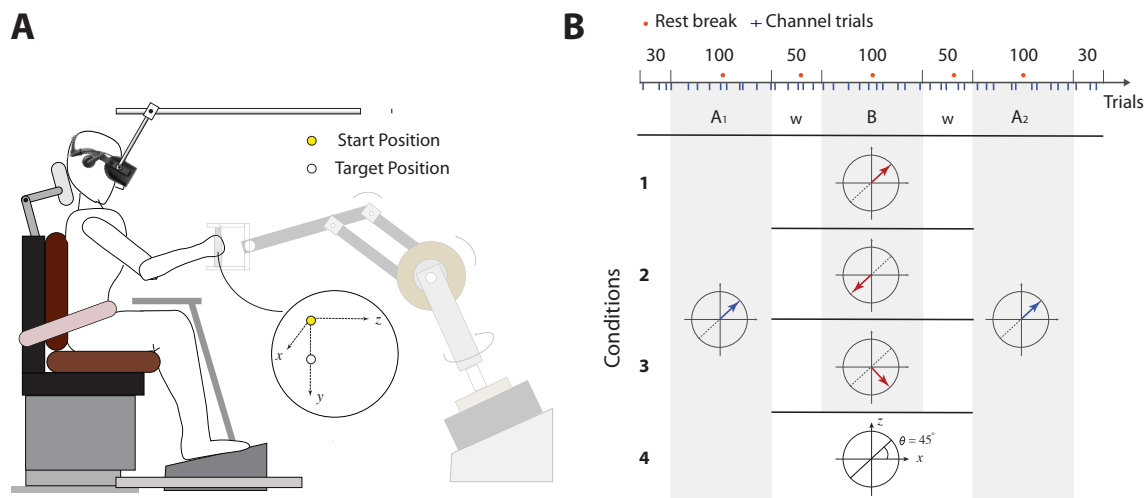 A
Start Position
Target Position
z
x
y
B
Rest break
Channel trials
30 100 50 100 50 100 30
Trials
A1 w B w A2
Conditions
1
2
3
4
z
θ = 45°
x